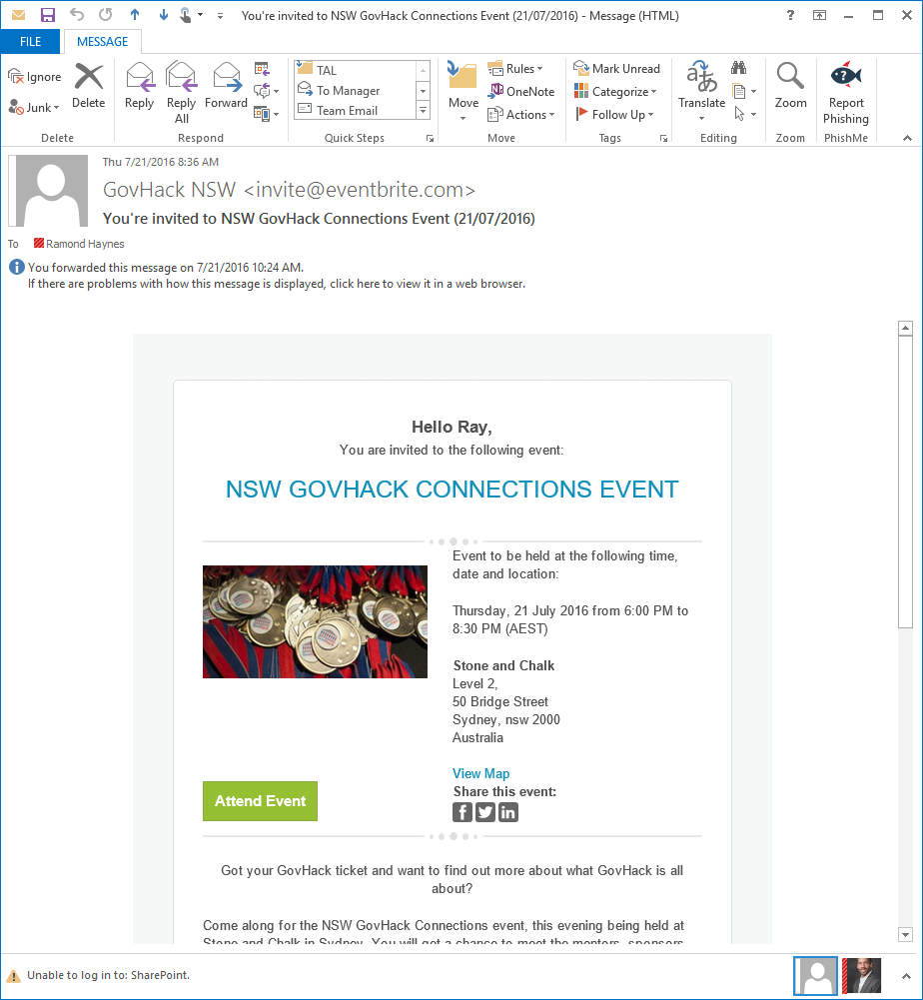 You're invited to NSW GovHack Connections Event (21/07/2016) - Message (HTML)
FILE
MESSAGE
Ignore
Junk
Delete
Reply
Reply All
Forward
TAL
To Manager
Team Email
Move
Rules
OneNote
Actions
Mark Unread
Categorize
Follow Up
Translate
Zoom
Report Phishing
Delete
Respond
Quick Steps
Move
Tags
Editing
Zoom
PhishMe
Thu 7/21/2016 8:36 AM
GovHack NSW <invite@eventbrite.com>
You're invited to NSW GovHack Connections Event (21/07/2016)
To Ramond Haynes
You forwarded this message on 7/21/2016 10:24 AM.
If there are problems with how this message is displayed, click here to view it in a web browser.
Hello Ray,
You are invited to the following event:
NSW GOVHACK CONNECTIONS EVENT
Event to be held at the following time,
date and location:
Thursday, 21 July 2016 from 6:00 PM to
8:30 PM (AEST)
Stone and Chalk
Level 2,
50 Bridge Street
Sydney, nsw 2000
Australia
View Map
Share this event:
Attend Event
Got your GovHack ticket and want to find out more about what GovHack is all
about?
Come along for the NSW GovHack Connections event, this evening being held at
Stone and Chalk in Sydney. You will get a chance to meet the mentors, sponsors
Unable to log in to: SharePoint.